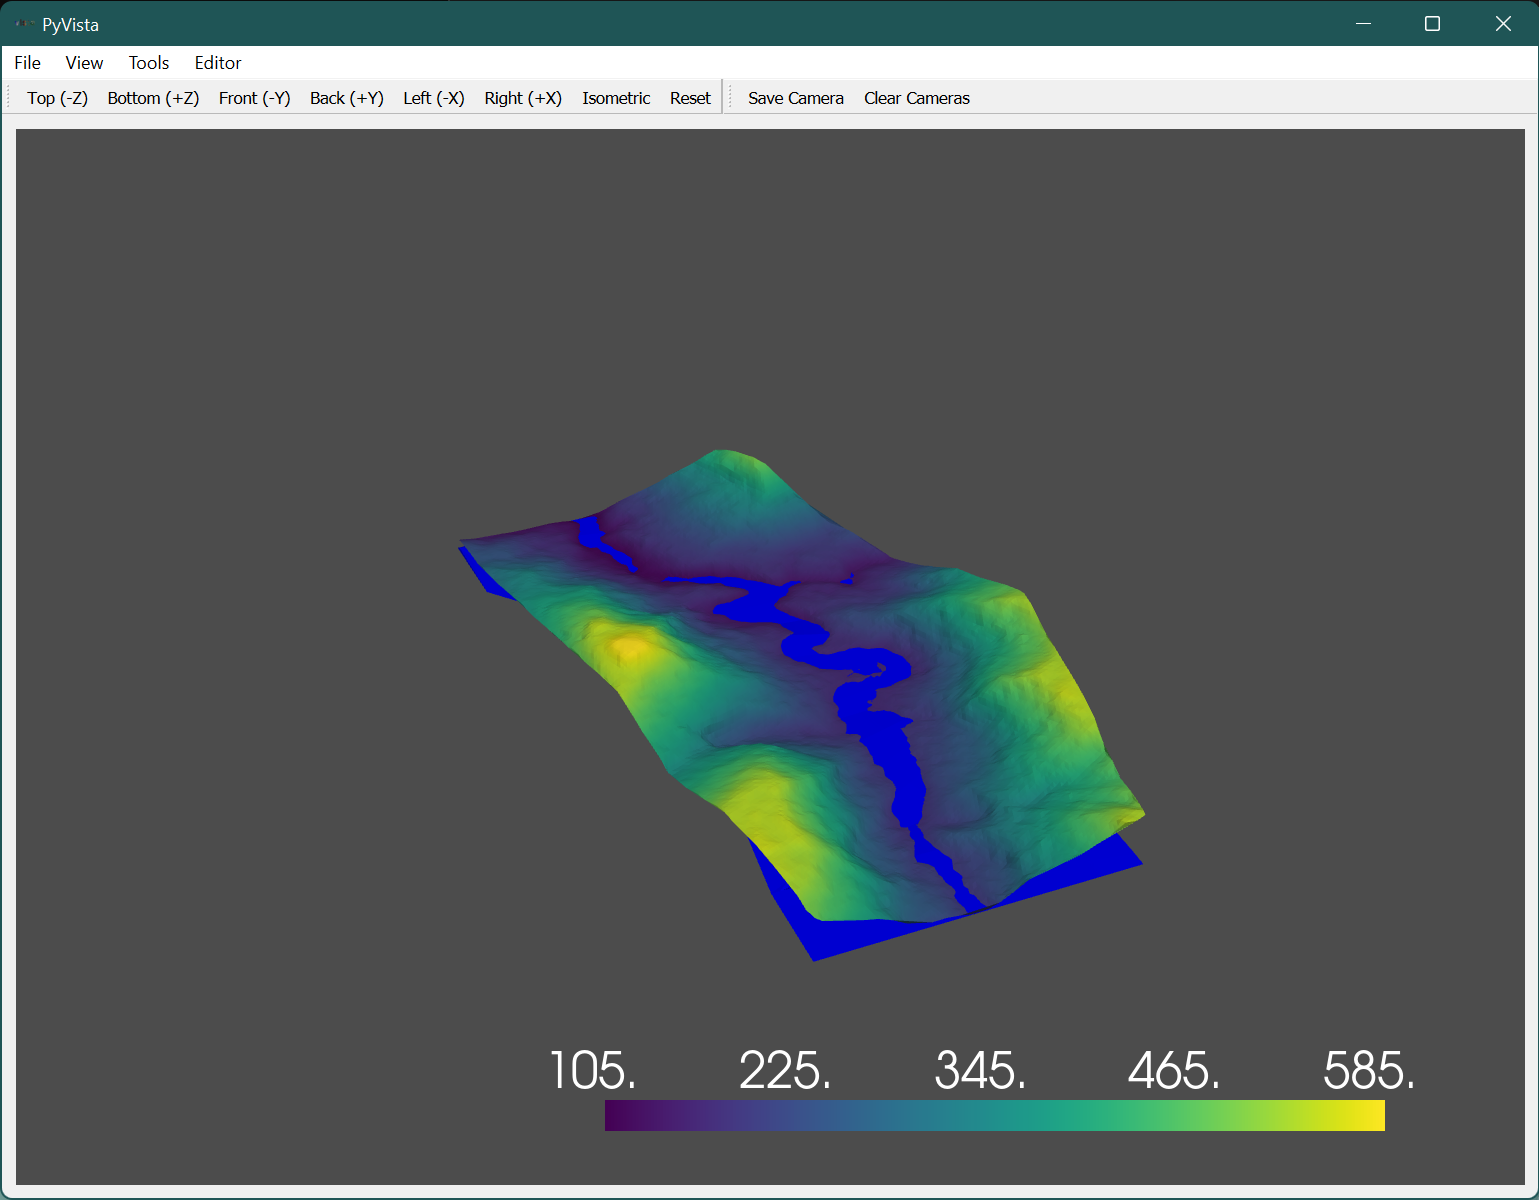 PyVista
File View Tools Editor
Top (-Z) Bottom (+Z) Front (-Y) Back (+Y) Left (-X) Right (+X) Isometric Reset Save Camera Clear Cameras
105. 225. 345. 465. 585.